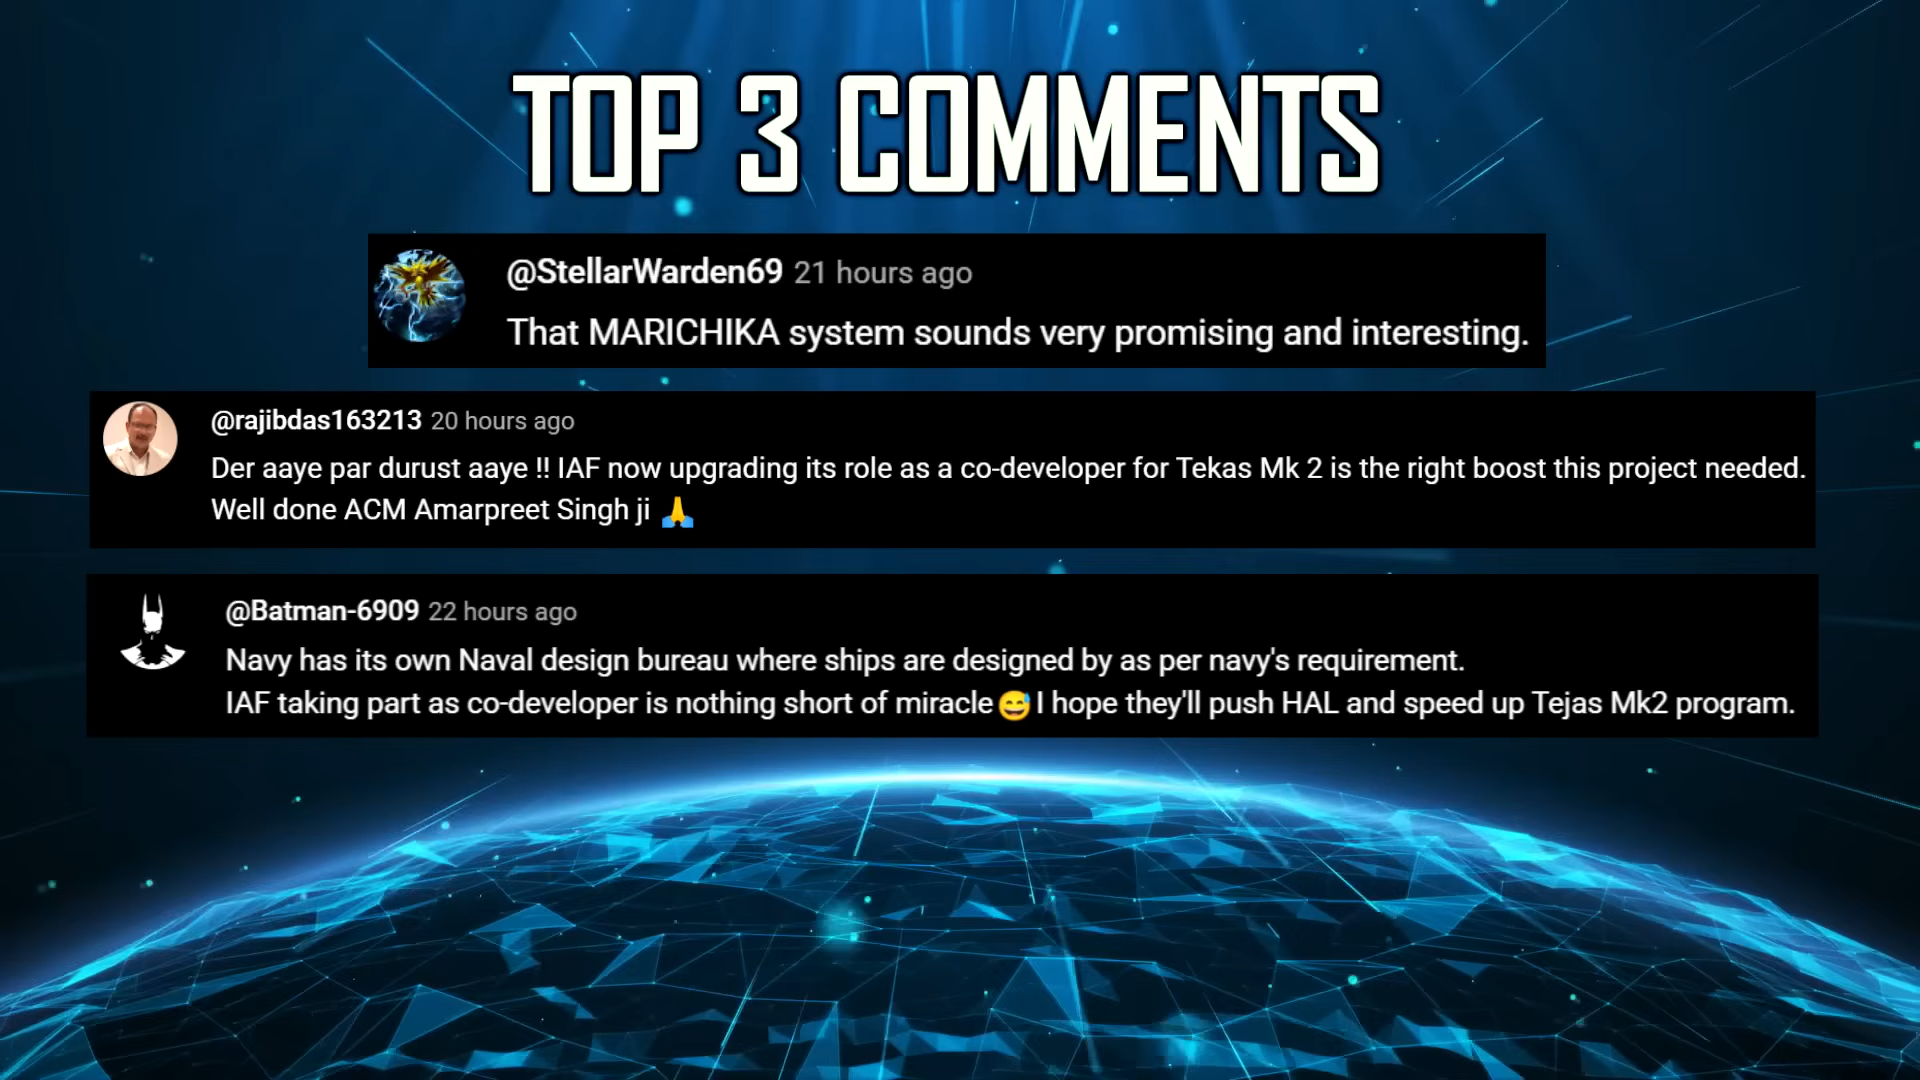 TOP 3 COMMENTS
@StellarWarden69 21 hours ago
That MARICHIKA system sounds very promising and interesting.
@rajibdas163213 20 hours ago
Der aaye par durust aaye !! IAF now upgrading its role as a co-developer for Tekas Mk 2 is the right boost this project needed.
Well done ACM Amarpreet Singh ji 🙏
@Batman-6909 22 hours ago
Navy has its own Naval design bureau where ships are designed by as per navy's requirement.
IAF taking part as co-developer is nothing short of miracle😅I hope they'll push HAL and speed up Tejas Mk2 program.